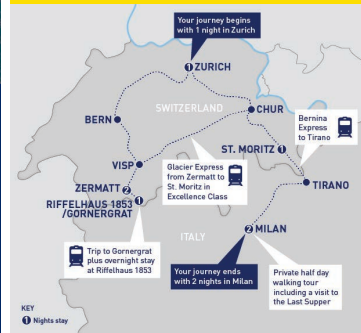 Your journey begins
with 1 night in Zurich
1 ZURICH
SWITZERLAND
CHUR
BERN
Bernina
Express
to Tirano
ST. MORITZ 1
VISP
Glacier Express
from Zermatt to
St. Moritz in
Excellence Class
ZERMATT 2
TIRANO
RIFFELHAUS 1853 1
/GORNERGRAT
ITALY
2 MILAN
Trip to Gornergrat
plus overnight stay
at Riffelhaus 1853
Your journey ends
with 2 nights in Milan
Private half day
walking tour
including a visit to
the Last Supper
KEY
1 Nights stay